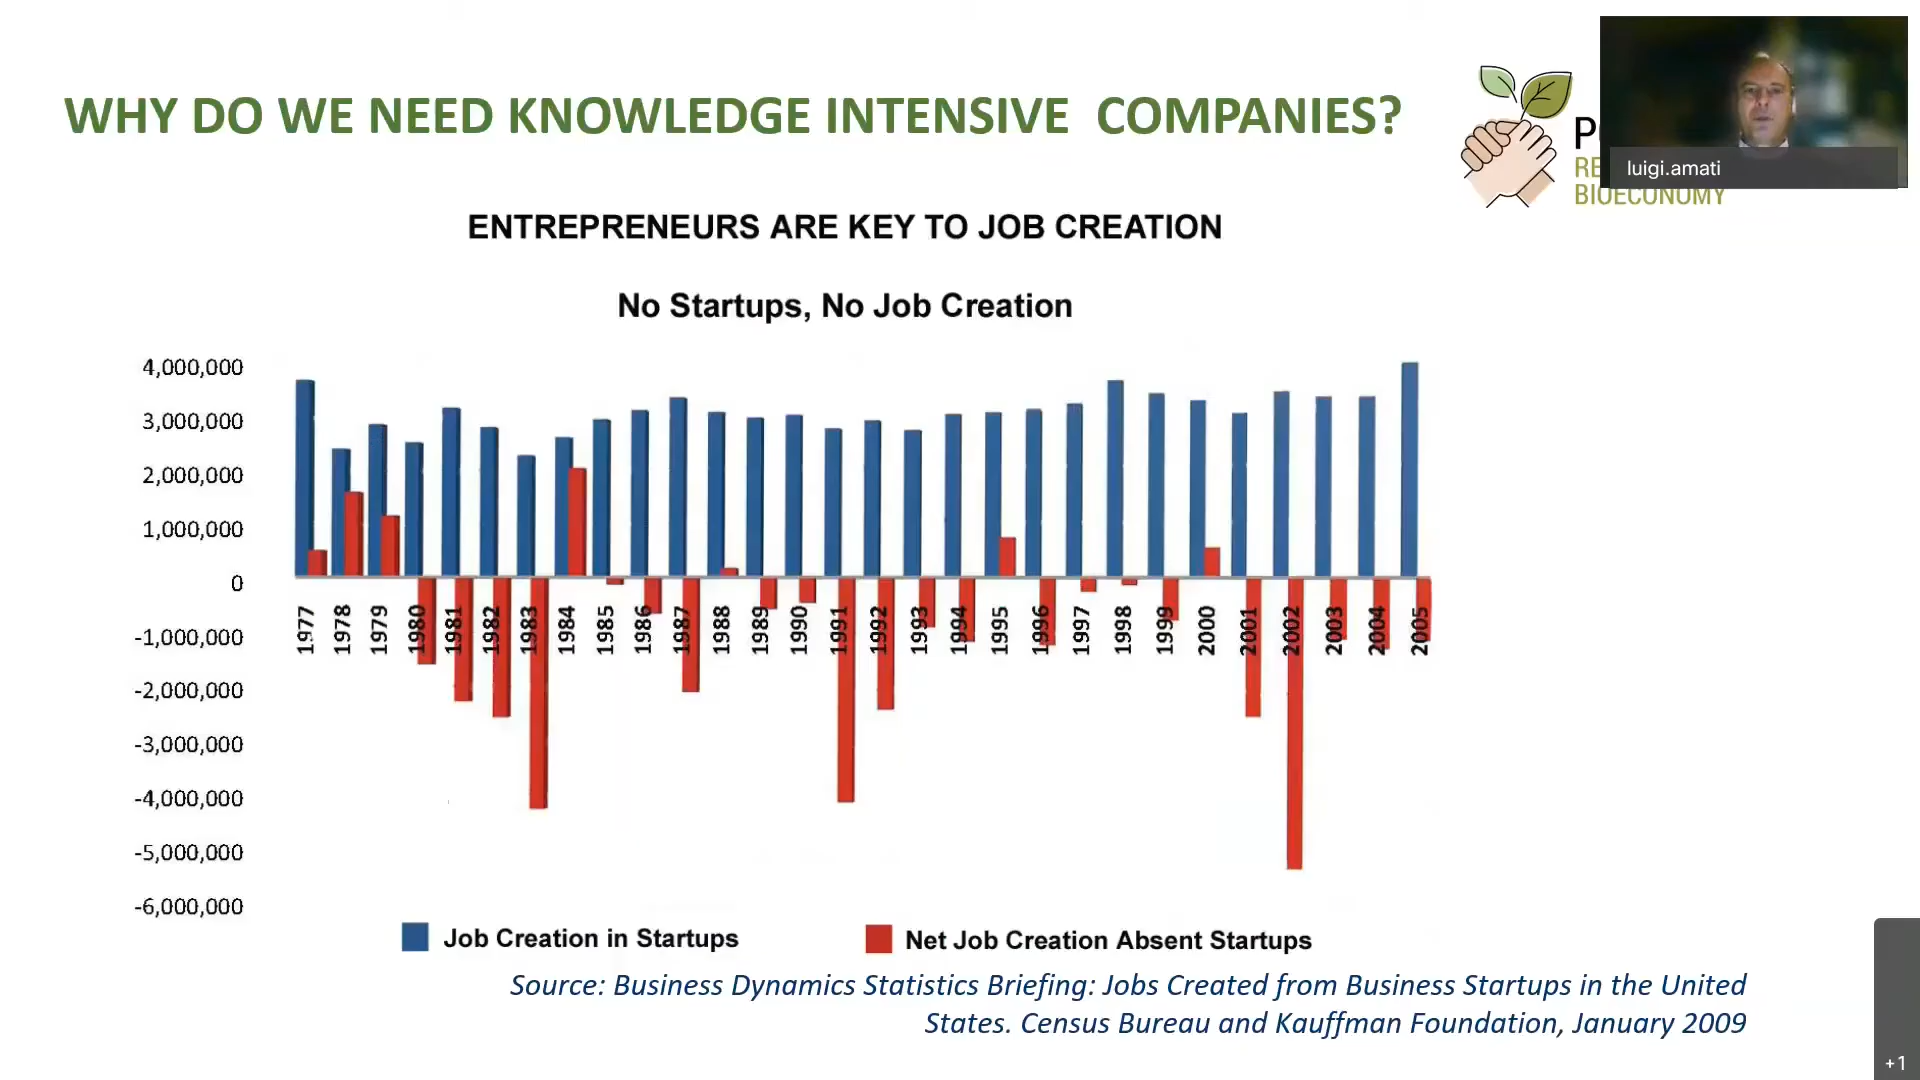 WHY DO WE NEED KNOWLEDGE INTENSIVE COMPANIES?
luigi.amati
BIOECONOMY
ENTREPRENEURS ARE KEY TO JOB CREATION
No Startups, No Job Creation
4,000,000
3,000,000
2,000,000
1,000,000
0
-1,000,000
-2,000,000
-3,000,000
-4,000,000
-5,000,000
-6,000,000
1977 1978 1979 1980 1981 1982 1983 1984 1985 1986 1987 1988 1989 1990 1991 1992 1993 1994 1995 1996 1997 1998 1999 2000 2001 2002 2003 2004 2005
Job Creation in Startups
Net Job Creation Absent Startups
Source: Business Dynamics Statistics Briefing: Jobs Created from Business Startups in the United
States. Census Bureau and Kauffman Foundation, January 2009
+1